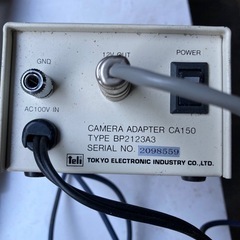 GND
12V OUT
POWER
AC100V IN
CAMERA ADAPTER CA150
TYPE BP2123A3
SERIAL NO. 2098559
Teli TOKYO ELECTRONIC INDUSTRY CO.,LTD.